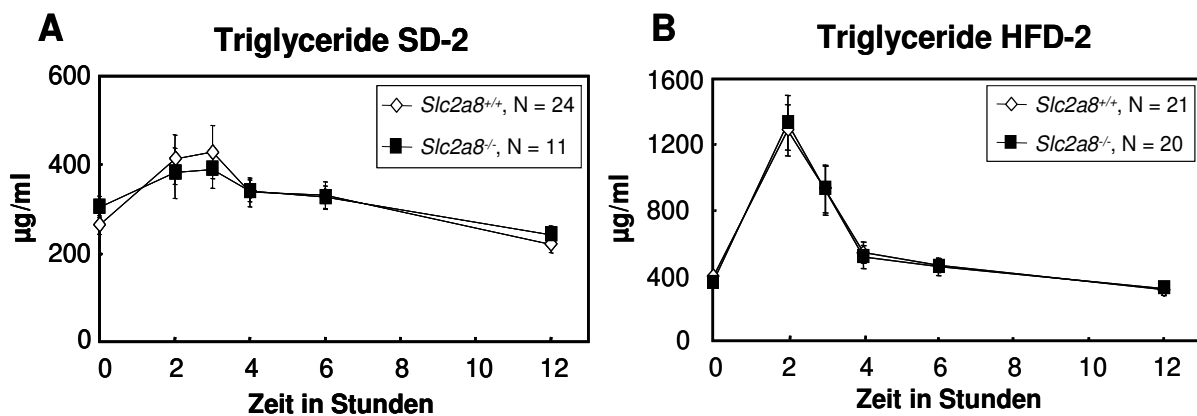 A
Triglyceride SD-2
600
400
200
0
µg/ml
Slc2a8+/+, N = 24
Slc2a8-/-, N = 11
0 2 4 6 8 10 12
Zeit in Stunden
B
Triglyceride HFD-2
1600
1200
800
400
0
µg/ml
Slc2a8+/+, N = 21
Slc2a8-/-, N = 20
0 2 4 6 8 10 12
Zeit in Stunden